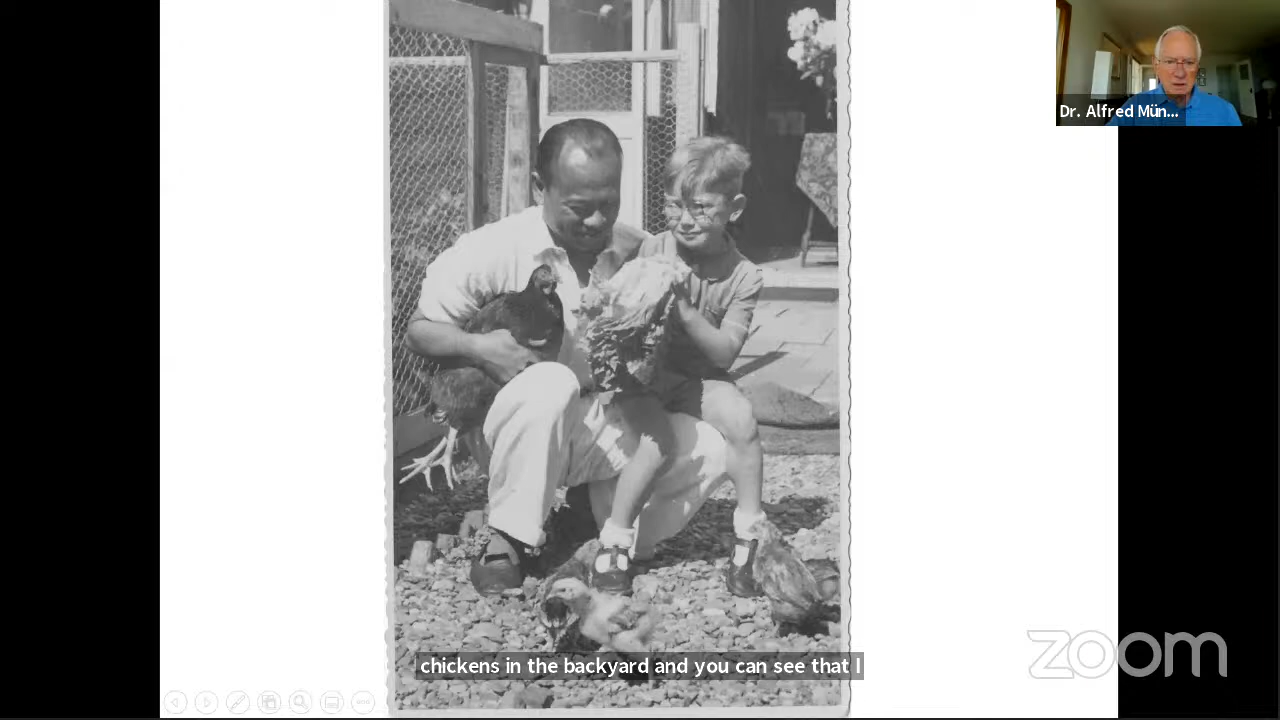 Dr. Alfred Mün...
chickens in the backyard and you can see that I
zoom